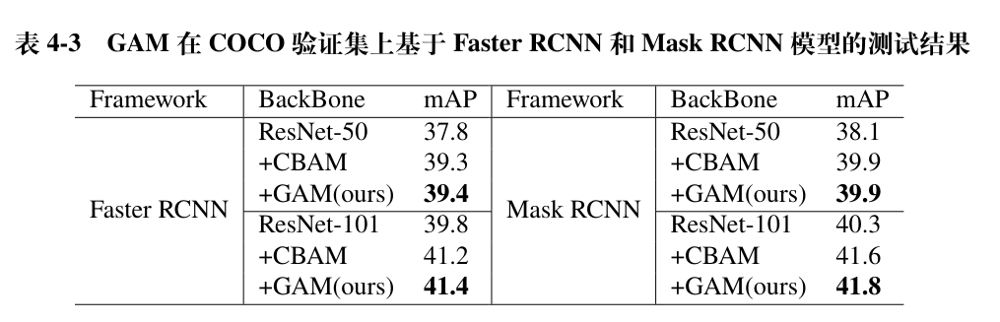 表 4-3 GAM 在 COCO 验证集上基于 Faster RCNN 和 Mask RCNN 模型的测试结果
Framework BackBone mAP Framework BackBone mAP
ResNet-50 37.8 ResNet-50 38.1
+CBAM 39.3 +CBAM 39.9
+GAM(ours) 39.4 +GAM(ours) 39.9
Faster RCNN Mask RCNN
ResNet-101 39.8 ResNet-101 40.3
+CBAM 41.2 +CBAM 41.6
+GAM(ours) 41.4 +GAM(ours) 41.8